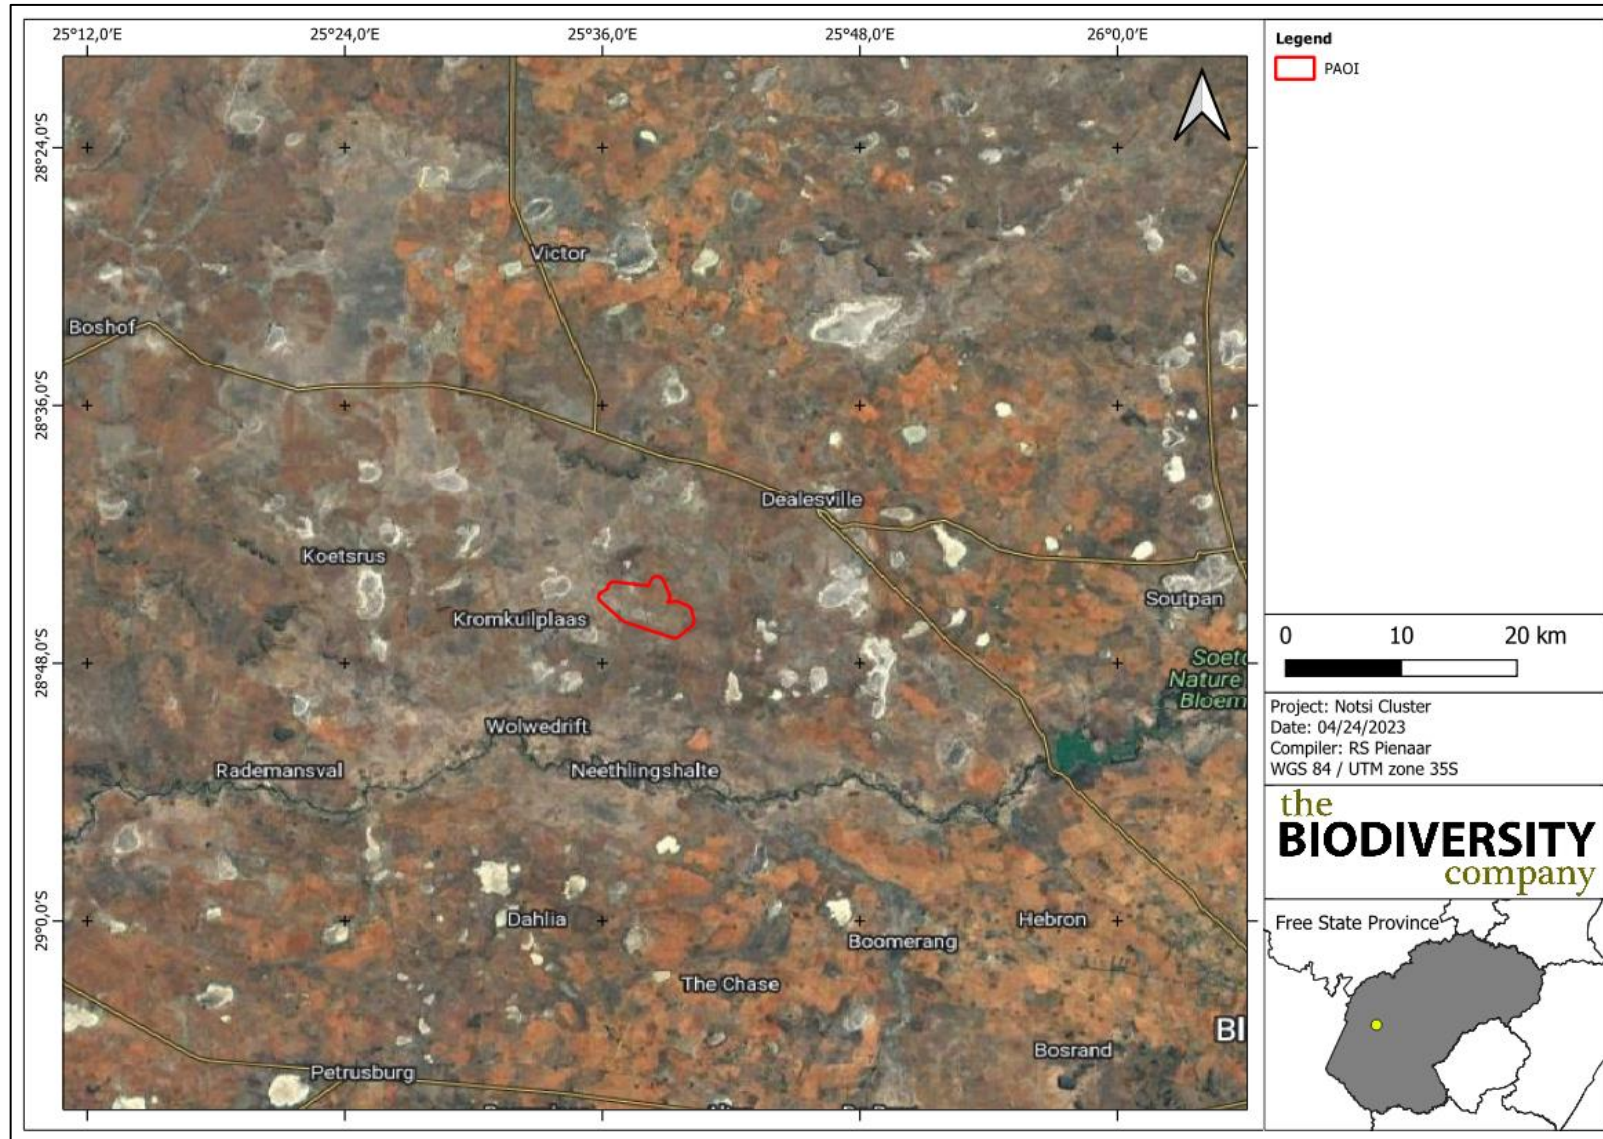 25°12,0'E
25°24,0'E
25°36,0'E
25°48,0'E
26°0,0'E
28°24,0'S
28°36,0'S
28°48,0'S
29°0,0'S
Victor
Boshof
Dealesville
Koetsrus
Kromkuilplaas
Soutpan
Soetd
Nature
Bloem
Wolwedrift
Rademansval
Neethlingshalte
Dahlia
Hebron
Boomerang
The Chase
Bl
Bosrand
Petrusburg
Legend
PAOI
0 10 20 km
Project: Notsi Cluster
Date: 04/24/2023
Compiler: RS Pienaar
WGS 84 / UTM zone 35S
the
BIODIVERSITY
company
Free State Province